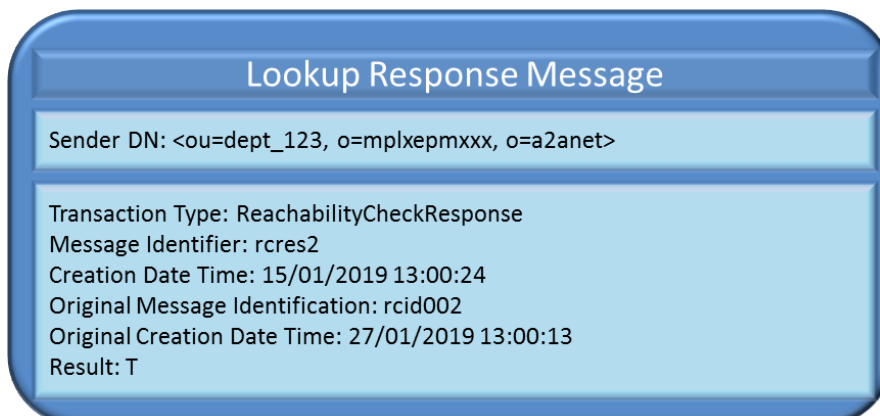 Lookup Response Message
Sender DN: <ou=dept_123, o=mplxepmxxx, o=a2anet>
Transaction Type: ReachabilityCheckResponse
Message Identifier: rcres2
Creation Date Time: 15/01/2019 13:00:24
Original Message Identification: rcid002
Original Creation Date Time: 27/01/2019 13:00:13
Result: T